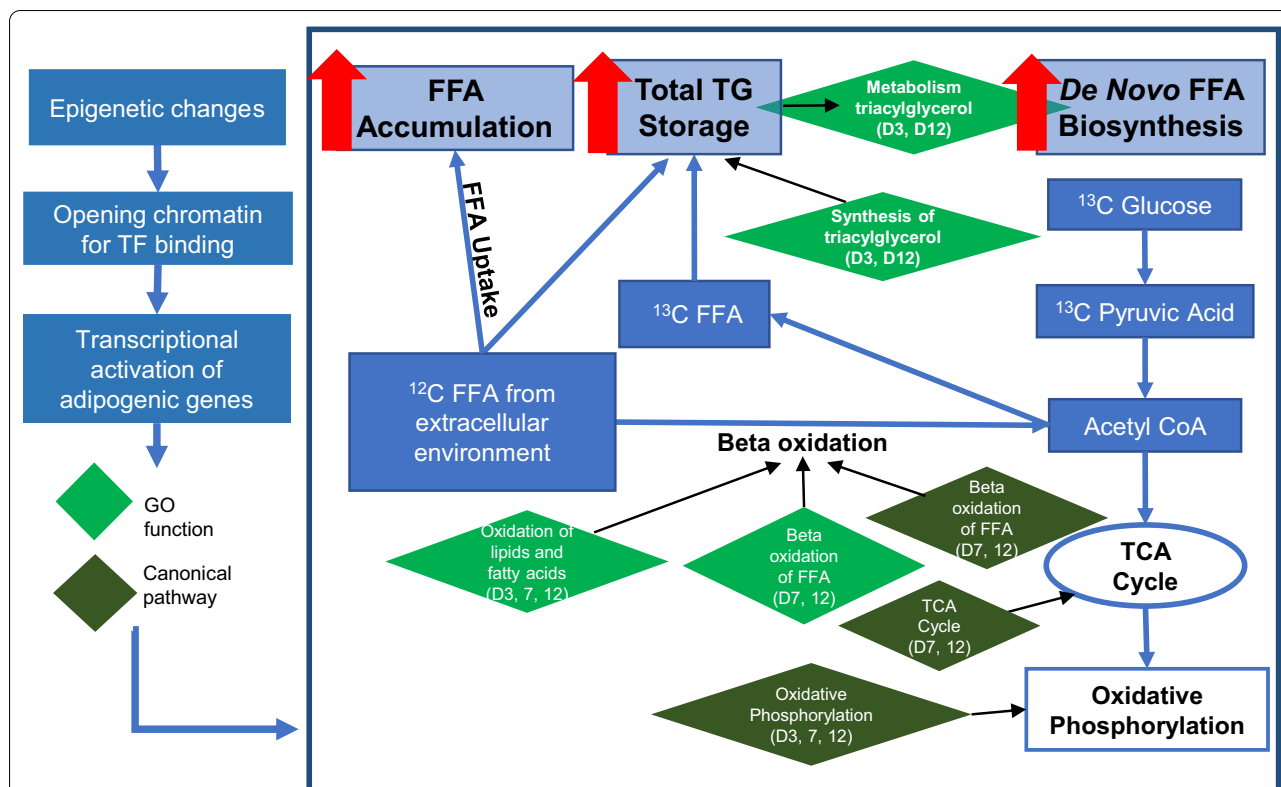 Epigenetic changes
Opening chromatin
for TF binding
Transcriptional
activation of
adipogenic genes
GO
function
Canonical
pathway
FFA
Accumulation
Total TG
Storage
Metabolism
triacylglycerol
(D3, D12)
De Novo FFA
Biosynthesis
FFA Uptake
Synthesis of
triacylglycerol
(D3, D12)
13C Glucose
13C FFA
13C Pyruvic Acid
12C FFA from
extracellular
environment
Acetyl CoA
Beta oxidation
Oxidation of
lipids and
fatty acids
(D3, 7, 12)
Beta
oxidation
of FFA
(D7, 12)
Beta
oxidation
of FFA
(D7, 12)
TCA
Cycle
TCA
Cycle
(D7, 12)
Oxidative
Phosphorylation
(D3, 7, 12)
Oxidative
Phosphorylation